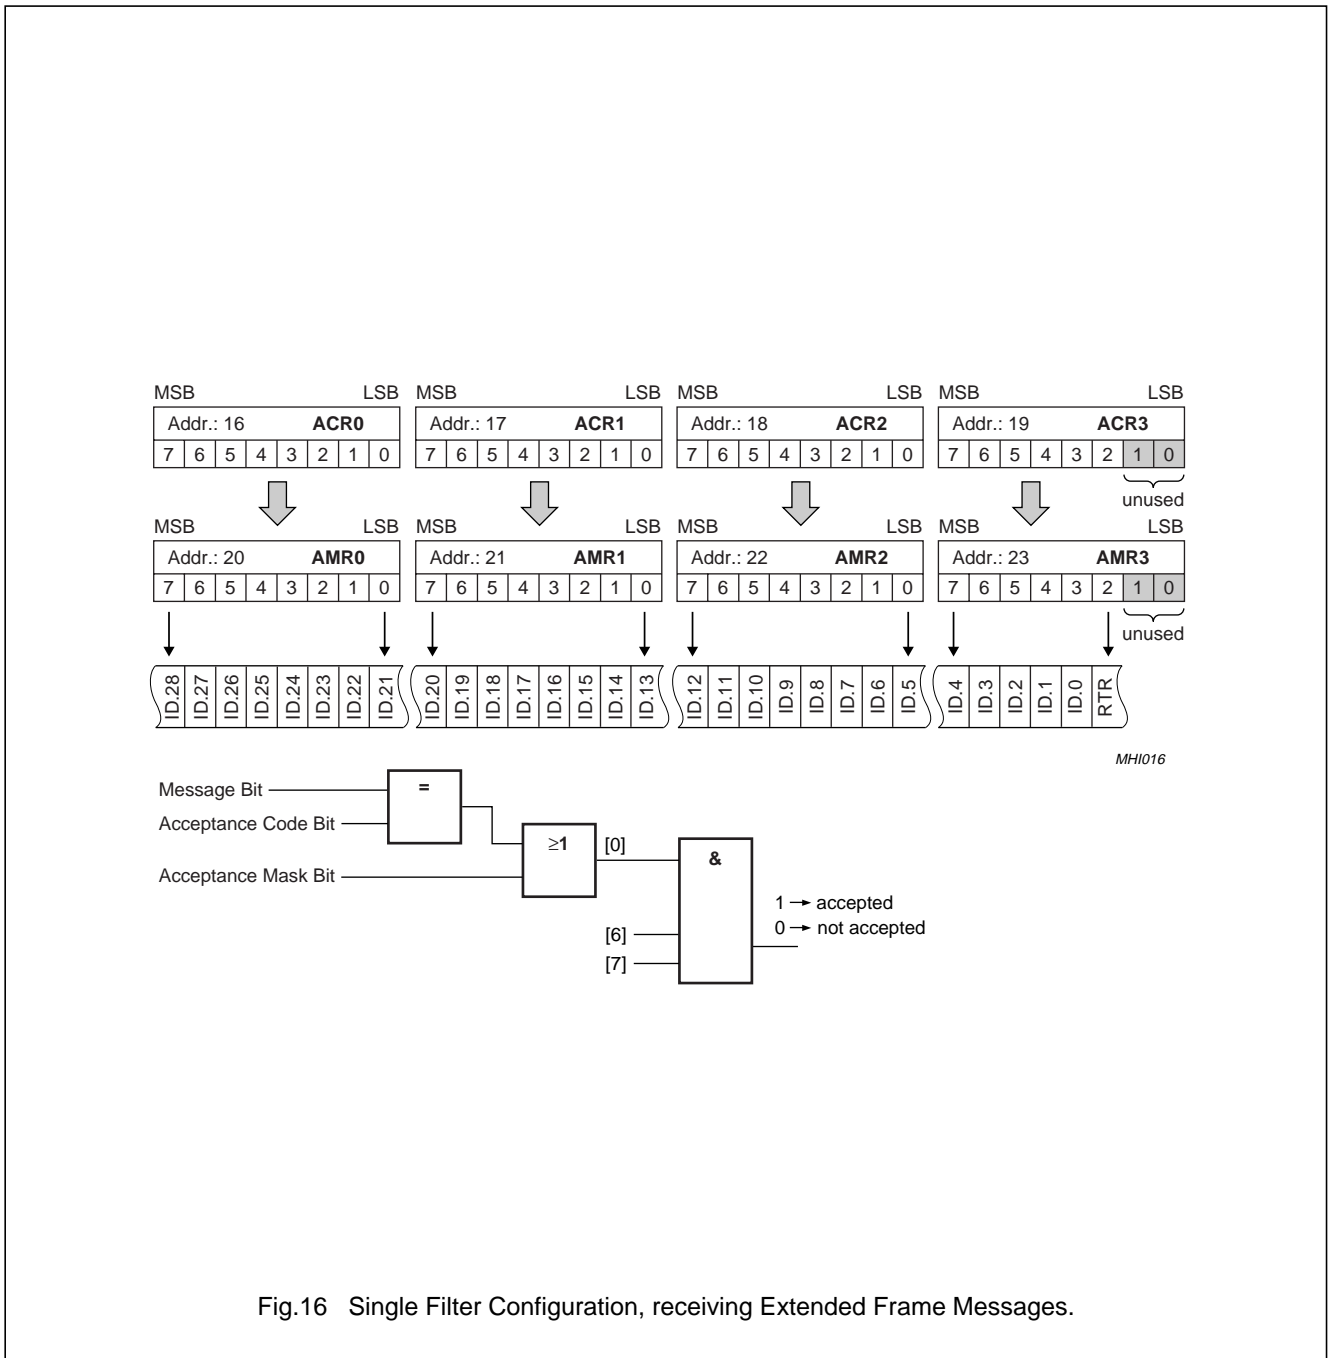 MSB LSB MSB LSB MSB LSB MSB LSB
Addr.: 16 ACR0 Addr.: 17 ACR1 Addr.: 18 ACR2 Addr.: 19 ACR3
7 6 5 4 3 2 1 0 7 6 5 4 3 2 1 0 7 6 5 4 3 2 1 0 7 6 5 4 3 2 1 0
unused
MSB LSB MSB LSB MSB LSB MSB LSB
Addr.: 20 AMR0 Addr.: 21 AMR1 Addr.: 22 AMR2 Addr.: 23 AMR3
7 6 5 4 3 2 1 0 7 6 5 4 3 2 1 0 7 6 5 4 3 2 1 0 7 6 5 4 3 2 1 0
unused
ID.28 ID.27 ID.26 ID.25 ID.24 ID.23 ID.22 ID.21 ID.20 ID.19 ID.18 ID.17 ID.16 ID.15 ID.14 ID.13 ID.12 ID.11 ID.10 ID.9 ID.8 ID.7 ID.6 ID.5 ID.4 ID.3 ID.2 ID.1 ID.0 RTR
MHI016
Message Bit =
Acceptance Code Bit
≥1 [0] &
Acceptance Mask Bit
1 → accepted
0 → not accepted
[6]
[7]
Fig.16 Single Filter Configuration, receiving Extended Frame Messages.